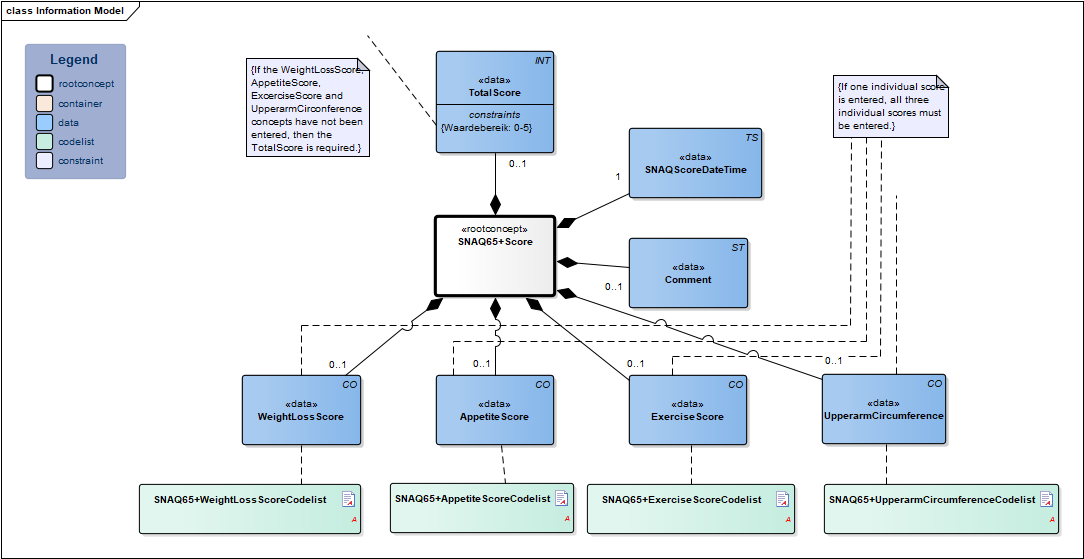 class Information Model
Legend
rootconcept
container
data
codelist
constraint
{If the WeightLossScore,
AppetiteScore,
ExcerciseScore and
UpperarmCirconference
concepts have not been
entered, then the
TotalScore is required.}
INT
«data»
TotalScore
constraints
{Waardebereik: 0-5}
0..1
{If one individual score
is entered, all three
individual scores must
be entered.}
TS
«data»
SNAQScoreDateTime
1
«rootconcept»
SNAQ65+Score
ST
«data»
Comment
0..1
0..1
0..1
0..1
0..1
CO
«data»
WeightLossScore
CO
«data»
AppetiteScore
CO
«data»
ExerciseScore
CO
«data»
UpperarmCircumference
SNAQ65+WeightLossScoreCodelist
A
SNAQ65+AppetiteScoreCodelist
A
SNAQ65+ExerciseScoreCodelist
A
SNAQ65+UpperarmCircumferenceCodelist
A